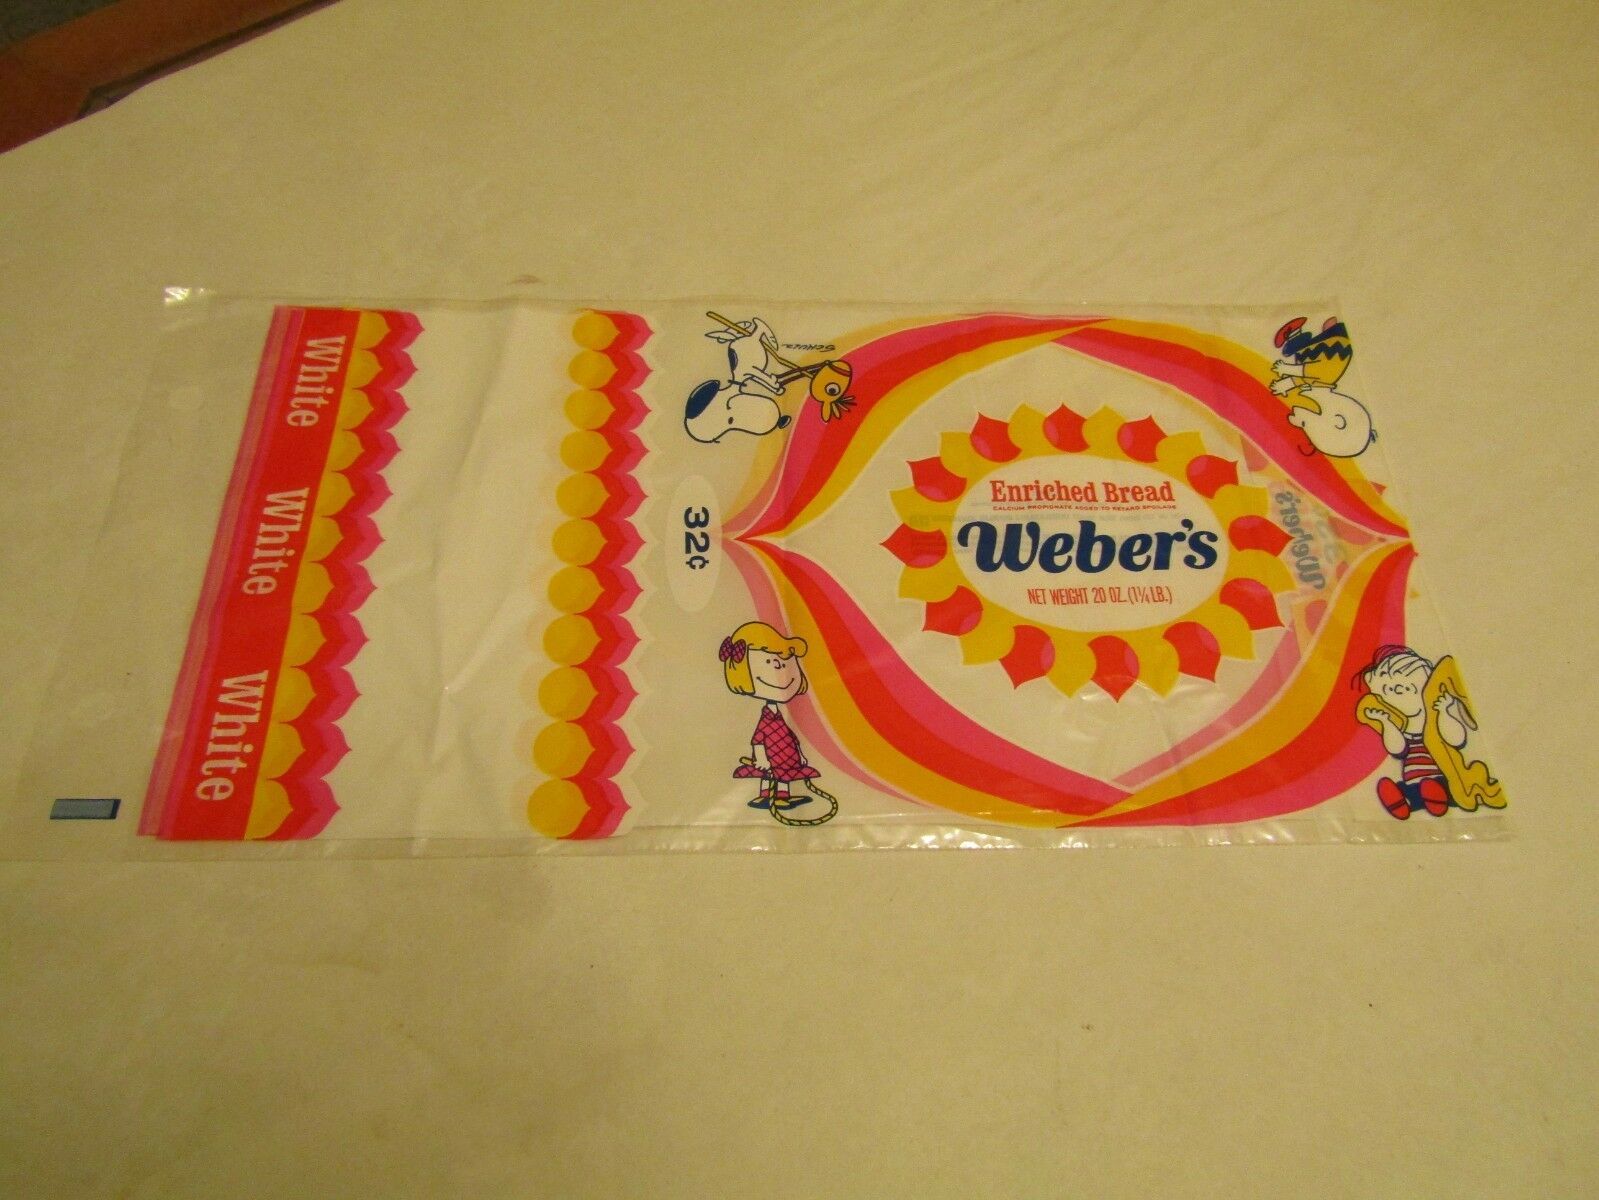 White
White
White
32¢
Schulz
Enriched Bread
CALCIUM PROPIONATE ADDED TO RETARD SPOILAGE
Weber's
NET WEIGHT 20 OZ. (1¼ LB.)
Weber's